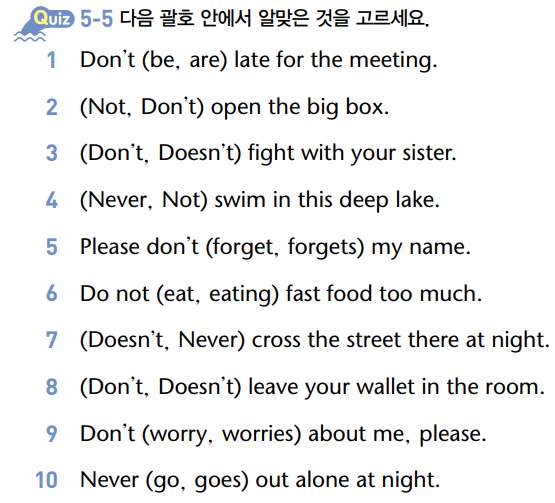 Quiz 5-5 다음 괄호 안에서 알맞은 것을 고르세요.
1 Don't (be, are) late for the meeting.
2 (Not, Don't) open the big box.
3 (Don't, Doesn't) fight with your sister.
4 (Never, Not) swim in this deep lake.
5 Please don't (forget, forgets) my name.
6 Do not (eat, eating) fast food too much.
7 (Doesn't, Never) cross the street there at night.
8 (Don't, Doesn't) leave your wallet in the room.
9 Don't (worry, worries) about me, please.
10 Never (go, goes) out alone at night.